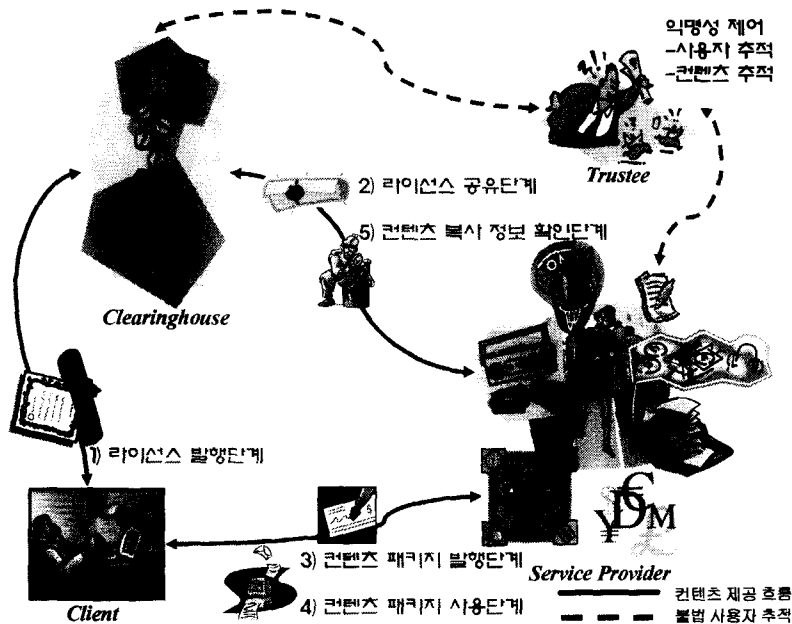 익명성 제어
-사용자 추적
-컨텐츠 추적
Trustee
2) 라이선스 공유단계
5) 컨텐츠 복사 정보 확인단계
Clearinghouse
1) 라이선스 발행단계
3) 컨텐츠 패키지 발행단계
4) 컨텐츠 패키지 사용단계
Client
Service Provider
컨텐츠 제공 흐름
불법 사용자 추적